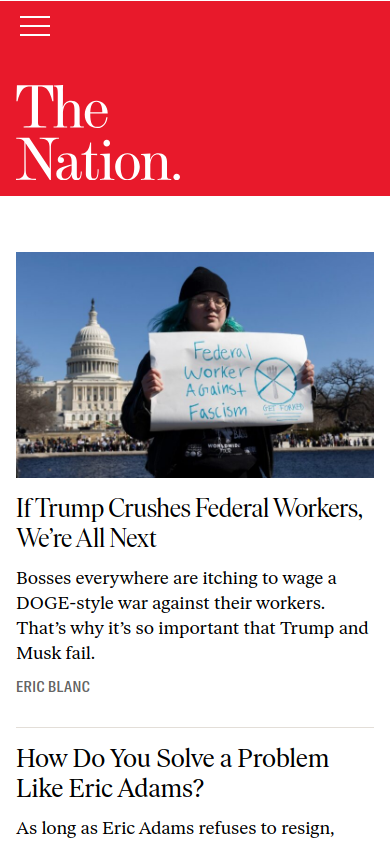 The
Nation.
Federal
Worker
Against
Fascism
GET FORKED
If Trump Crushes Federal Workers,
We're All Next
Bosses everywhere are itching to wage a
DOGE-style war against their workers.
That's why it's so important that Trump and
Musk fail.
ERIC BLANC
How Do You Solve a Problem
Like Eric Adams?
As long as Eric Adams refuses to resign,